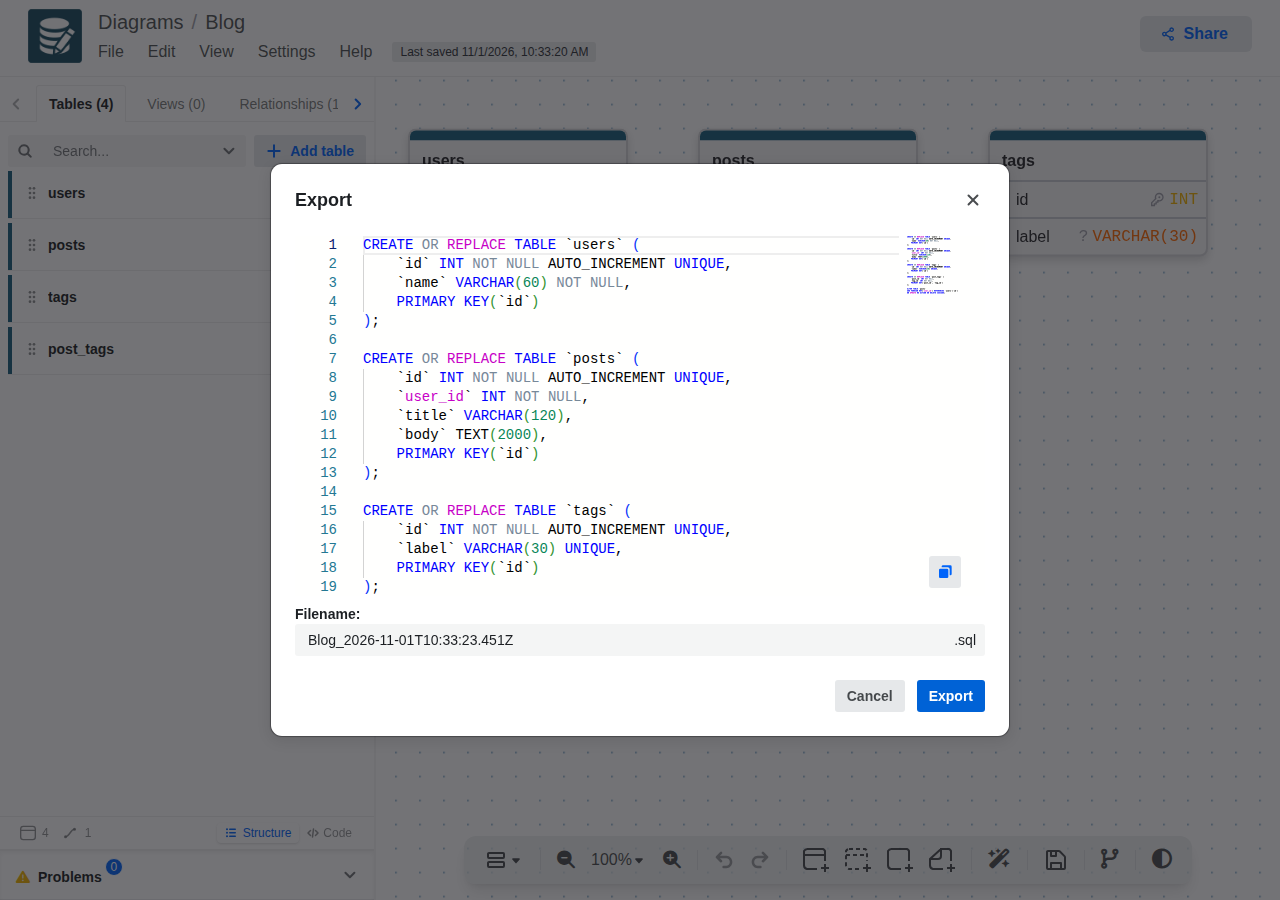 Diagrams / Blog
File Edit View Settings Help Last saved 11/1/2026, 10:33:20 AM
Share
Tables (4) Views (0) Relationships (1
Search... Add table
users
posts
tags
post_tags
users
posts
tags
id INT
label ? VARCHAR(30)
Export
1 CREATE OR REPLACE TABLE `users` (
2 `id` INT NOT NULL AUTO_INCREMENT UNIQUE,
3 `name` VARCHAR(60) NOT NULL,
4 PRIMARY KEY(`id`)
5 );
6
7 CREATE OR REPLACE TABLE `posts` (
8 `id` INT NOT NULL AUTO_INCREMENT UNIQUE,
9 `user_id` INT NOT NULL,
10 `title` VARCHAR(120),
11 `body` TEXT(2000),
12 PRIMARY KEY(`id`)
13 );
14
15 CREATE OR REPLACE TABLE `tags` (
16 `id` INT NOT NULL AUTO_INCREMENT UNIQUE,
17 `label` VARCHAR(30) UNIQUE,
18 PRIMARY KEY(`id`)
19 );
Filename:
Blog_2026-11-01T10:33:23.451Z .sql
Cancel Export
4 1 Structure Code
Problems 0
100%